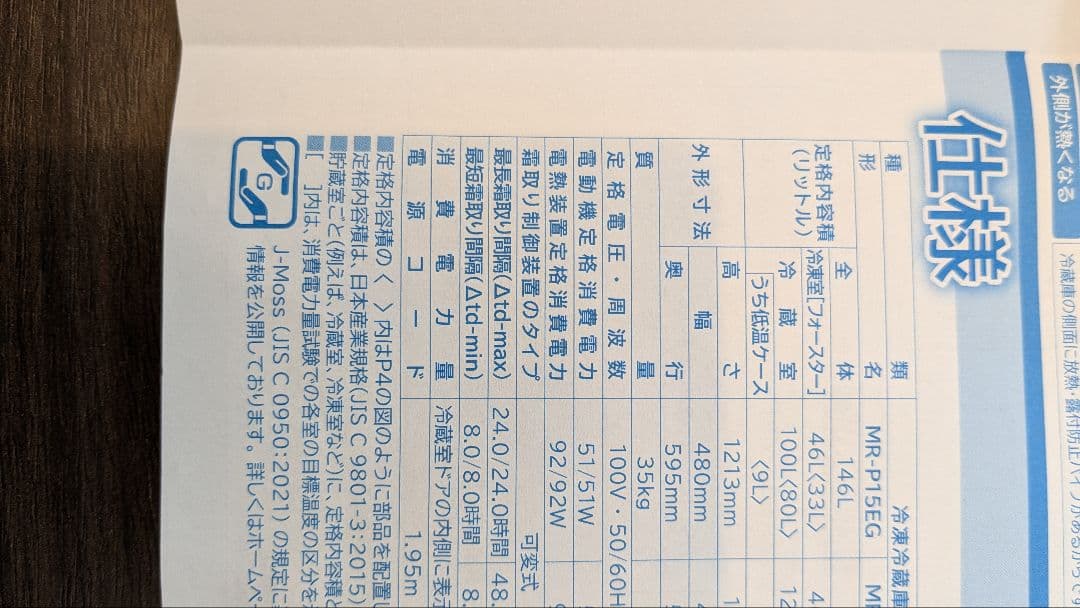 外側が熱くなる
冷蔵庫の側面に放熱・露付防止パイプがあるからです
仕様
種類 冷凍冷蔵庫
形名 MR-P15EG
定格内容積(リットル)
全体 146L
冷凍室[フォースター] 46L〈33L〉
冷蔵室 100L〈80L〉
うち低温ケース 〈9L〉
外形寸法
高さ 1213mm
幅 480mm
奥行 595mm
質量 35kg
定格電圧・周波数 100V・50/60H
電動機定格消費電力 51/51W
電熱装置定格消費電力 92/92W
霜取り制御装置のタイプ 可変式
最長霜取り間隔(Δtd-max) 24.0/24.0時間 48.
最短霜取り間隔(Δtd-min) 8.0/8.0時間 8.
消費電力量 冷蔵室ドアの内側に表示
電源コード 1.95m
■定格内容積の〈 〉内はP4の図のように部品を配置し
■定格内容積は、日本産業規格(JIS C 9801-3:2015)
■貯蔵室ごと(例えば、冷蔵室、冷凍室など)に、定格内容積と
■[ ]内は、消費電力量試験での各室の目標温度の区分を
G
J-Moss (JIS C 0950:2021) の規定に
情報を公開しております。詳しくはホームペー